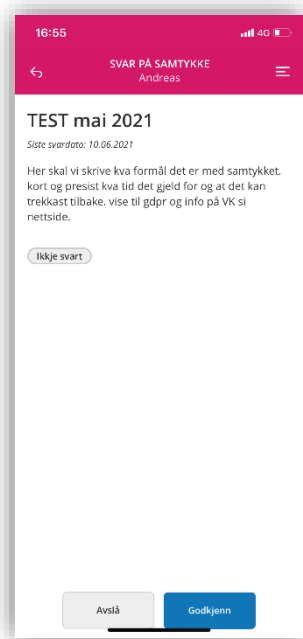 16:55
4G
SVAR PÅ SAMTYKKE
Andreas
TEST mai 2021
Siste svardato: 10.06.2021
Her skal vi skrive kva formål det er med samtykket.
kort og presist kva tid det gjeld for og at det kan
trekkast tilbake. vise til gdpr og info på VK si
nettside.
Ikkje svart
Avslå
Godkjenn